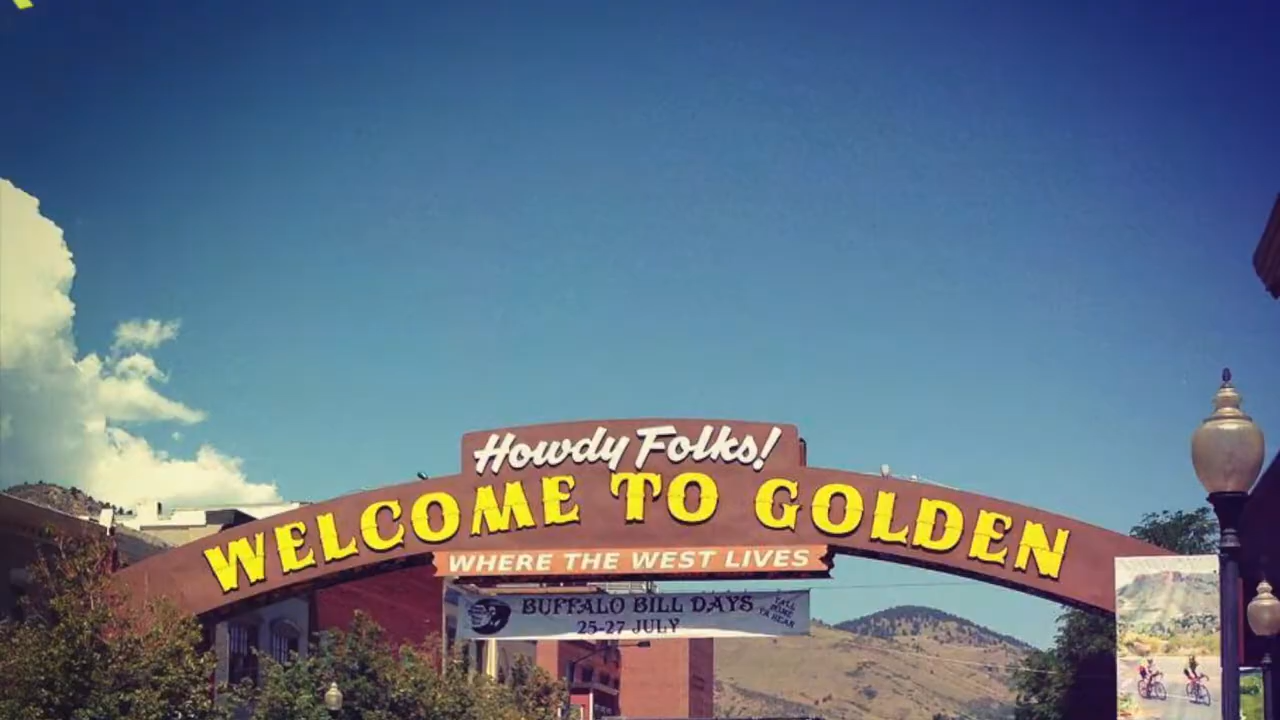 Howdy Folks!
WELCOME TO GOLDEN
WHERE THE WEST LIVES
BUFFALO BILL DAYS
25-27 JULY